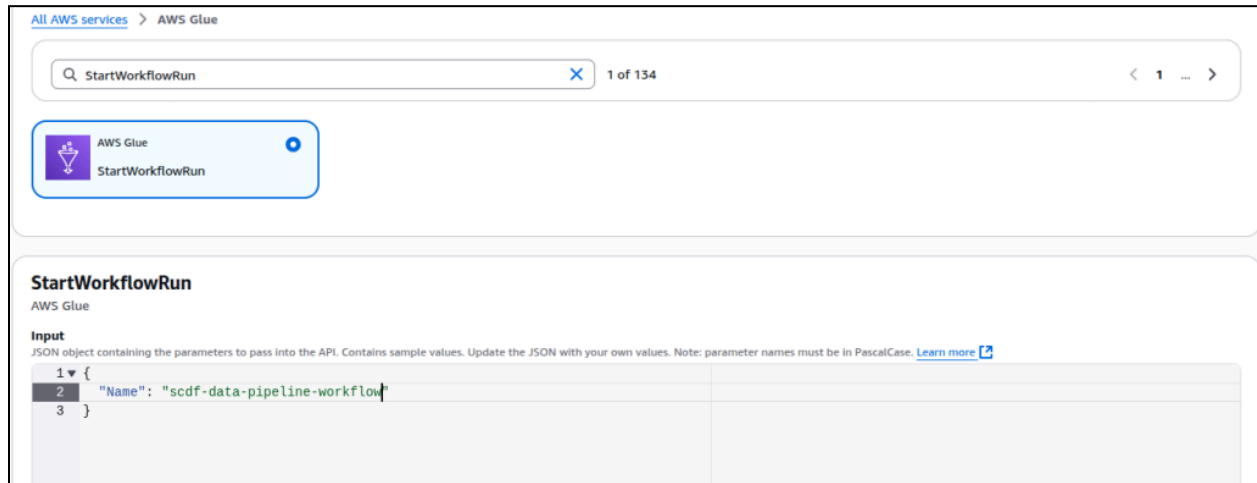 All AWS services > AWS Glue
StartWorkflowRun 1 of 134 < 1 ... >
AWS Glue
StartWorkflowRun
StartWorkflowRun
AWS Glue
Input
JSON object containing the parameters to pass into the API. Contains sample values. Update the JSON with your own values. Note: parameter names must be in PascalCase. Learn more
1 {
2 "Name": "scdf-data-pipeline-workflow"
3 }